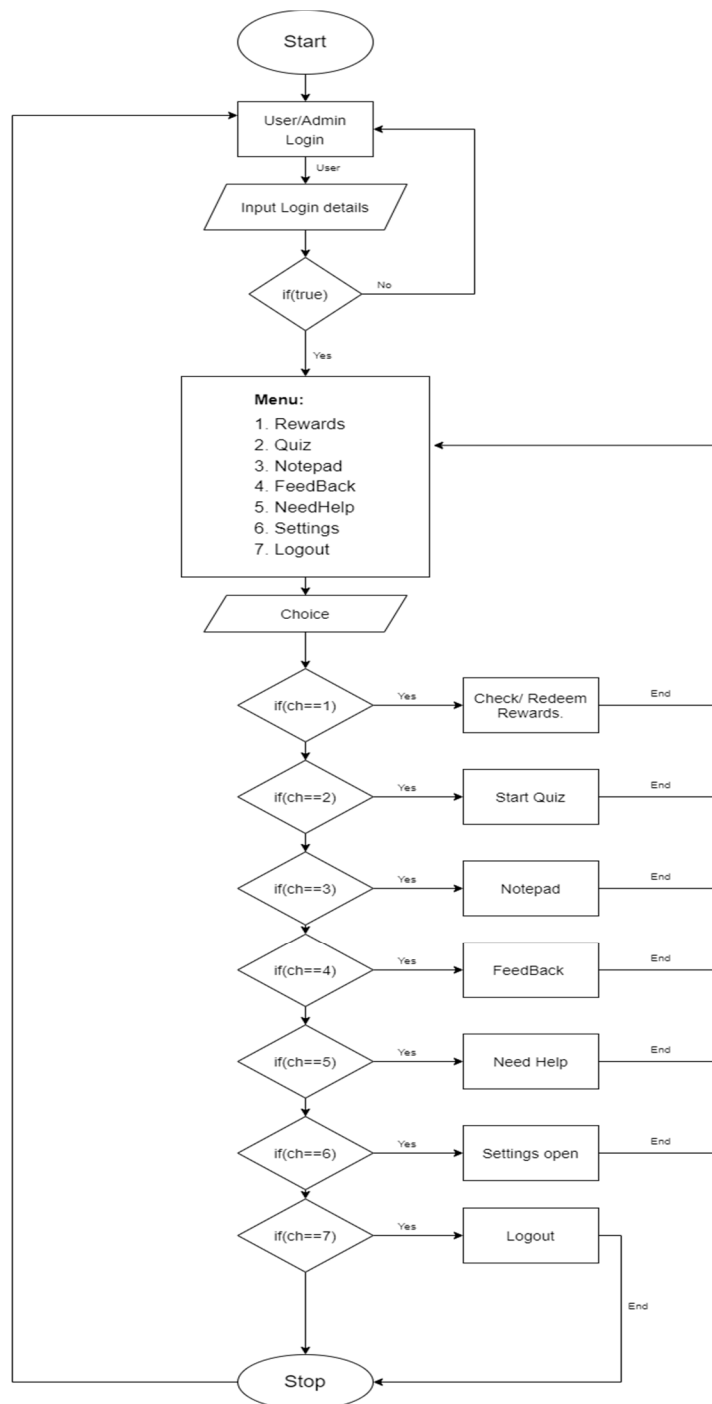 Start
User/Admin
Login
User
Input Login details
if(true)
No
Yes
Menu:
1. Rewards
2. Quiz
3. Notepad
4. FeedBack
5. NeedHelp
6. Settings
7. Logout
Choice
if(ch==1)
Yes
Check/ Redeem
Rewards.
End
if(ch==2)
Yes
Start Quiz
End
if(ch==3)
Yes
Notepad
End
if(ch==4)
Yes
FeedBack
End
if(ch==5)
Yes
Need Help
End
if(ch==6)
Yes
Settings open
End
if(ch==7)
Yes
Logout
End
Stop